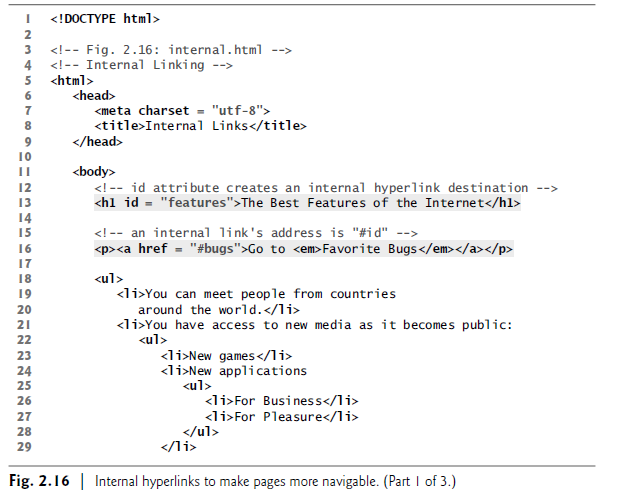 1 <!DOCTYPE html>
2
3 <!-- Fig. 2.16: internal.html -->
4 <!-- Internal Linking -->
5 <html>
6 <head>
7 <meta charset = "utf-8">
8 <title>Internal Links</title>
9 </head>
10
11 <body>
12 <!-- id attribute creates an internal hyperlink destination -->
13 <h1 id = "features">The Best Features of the Internet</h1>
14
15 <!-- an internal link's address is "#id" -->
16 <p><a href = "#bugs">Go to <em>Favorite Bugs</em></a></p>
17
18 <ul>
19 <li>You can meet people from countries
20 around the world.</li>
21 <li>You have access to new media as it becomes public:
22 <ul>
23 <li>New games</li>
24 <li>New applications
25 <ul>
26 <li>For Business</li>
27 <li>For Pleasure</li>
28 </ul>
29 </li>
Fig. 2.16 | Internal hyperlinks to make pages more navigable. (Part 1 of 3.)